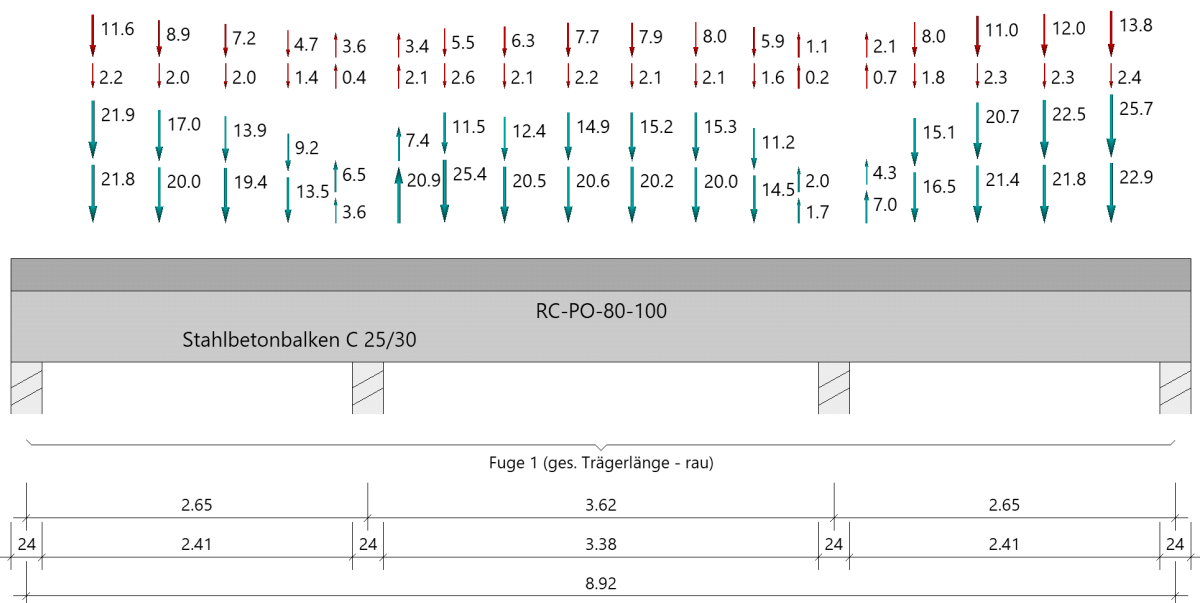 11.6 8.9 7.2 4.7 3.6 3.4 5.5 6.3 7.7 7.9 8.0 5.9 1.1 2.1 8.0 11.0 12.0 13.8
2.2 2.0 2.0 1.4 0.4 2.1 2.6 2.1 2.2 2.1 2.1 1.6 0.2 0.7 1.8 2.3 2.3 2.4
21.9 17.0 13.9 9.2 6.5 7.4 11.5 12.4 14.9 15.2 15.3 11.2 2.0 4.3 15.1 20.7 22.5 25.7
21.8 20.0 19.4 13.5 3.6 20.9 25.4 20.5 20.6 20.2 20.0 14.5 1.7 7.0 16.5 21.4 21.8 22.9
RC-PO-80-100
Stahlbetonbalken C 25/30
Fuge 1 (ges. Trägerlänge - rau)
2.65 3.62 2.65
24 2.41 24 3.38 24 2.41 24
8.92